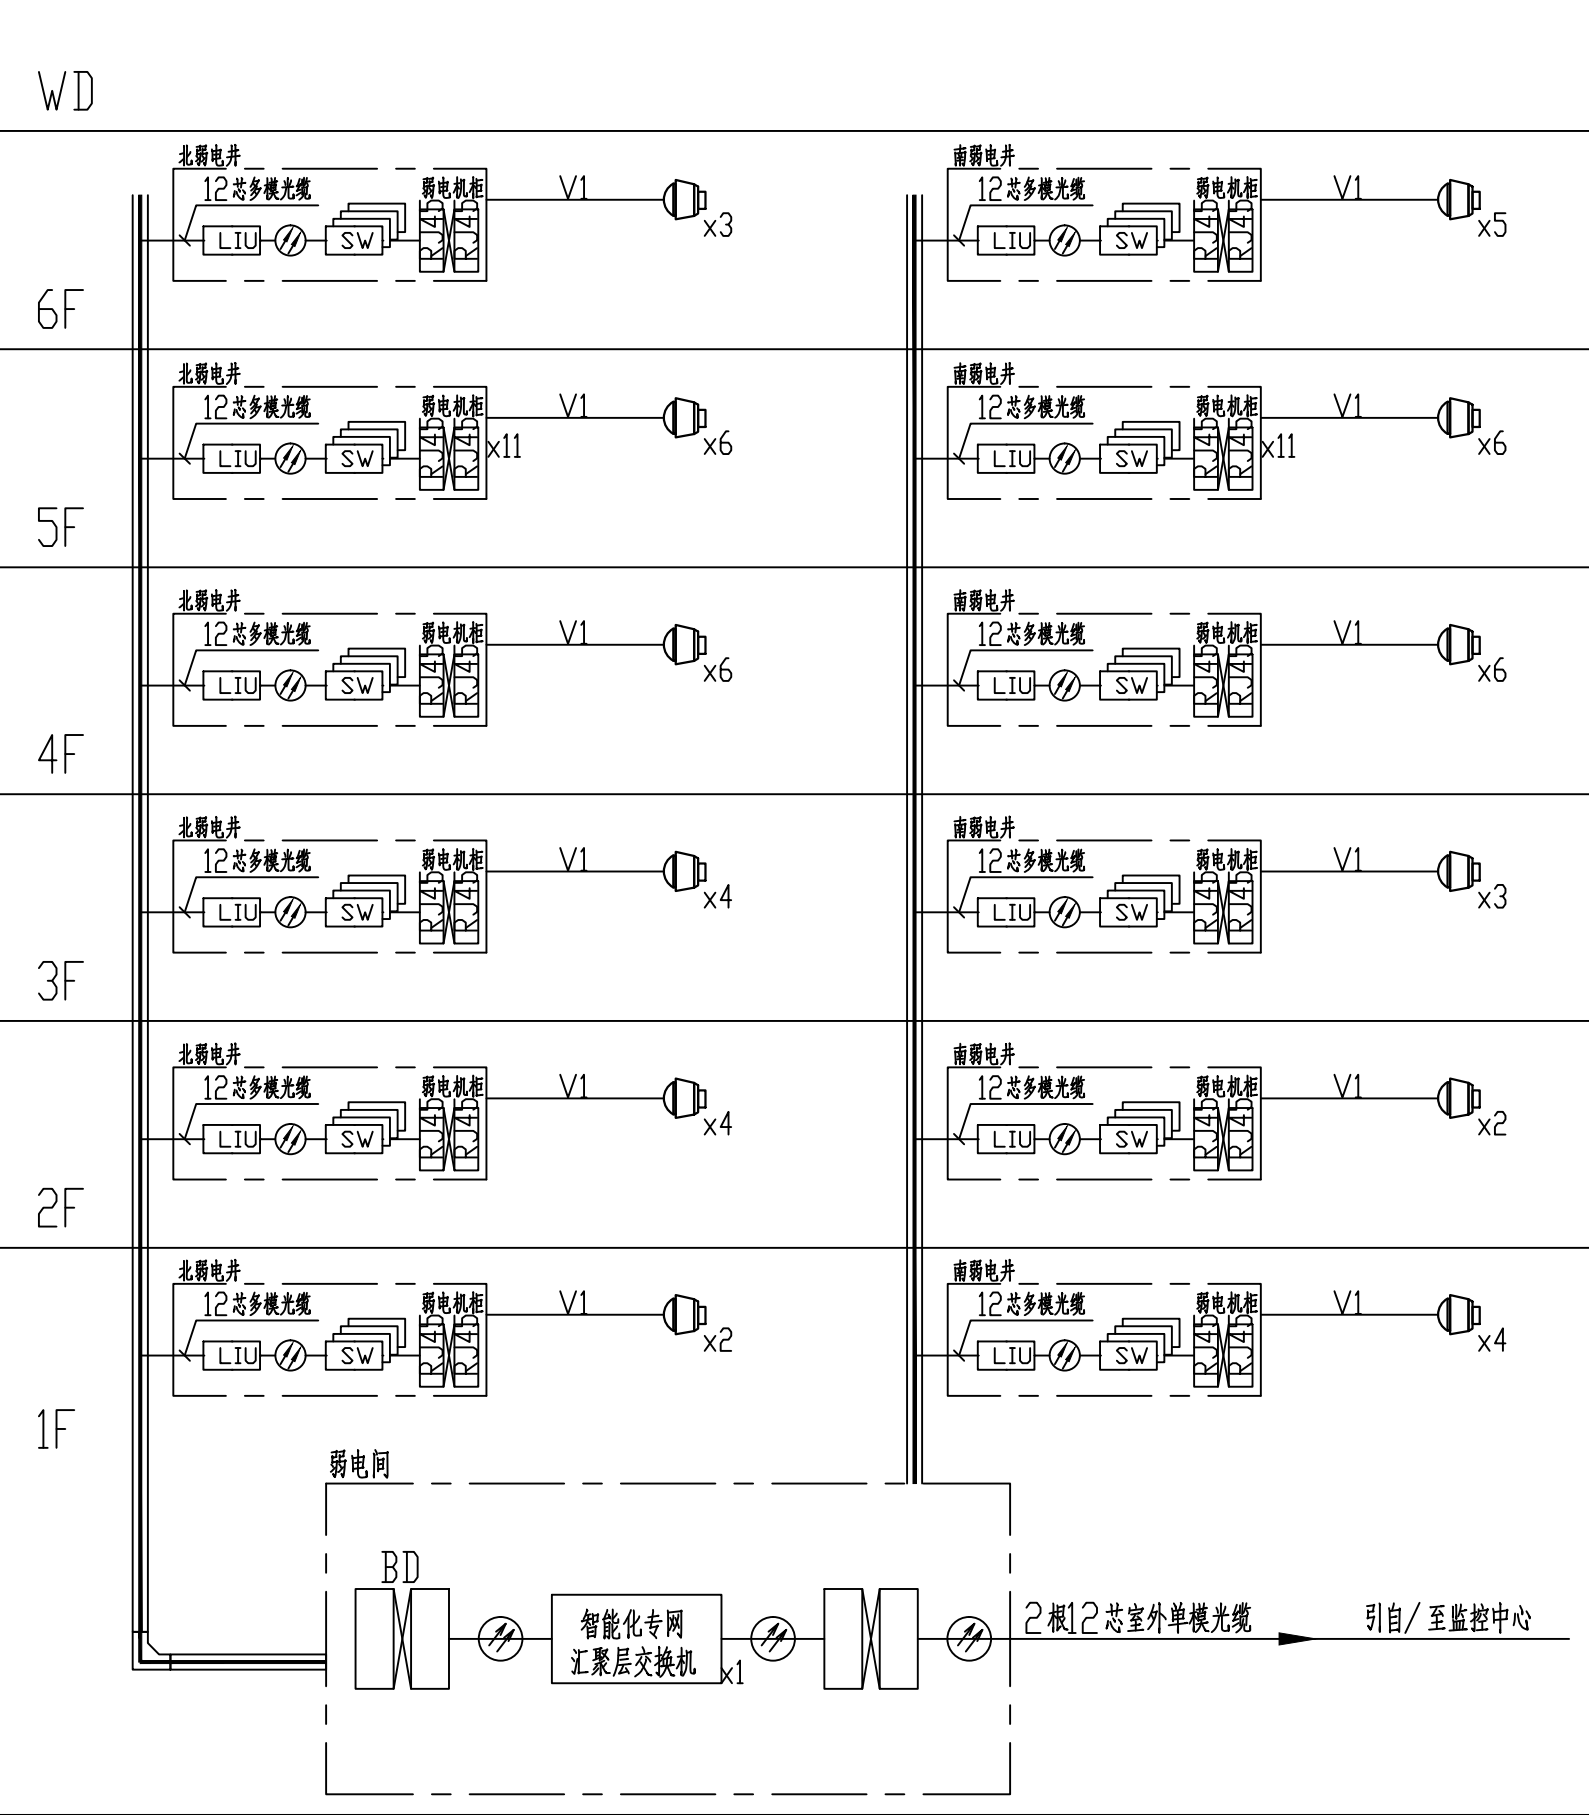 WD
北弱电井
12芯多模光缆
弱电机柜
V1
LIU
SW
RJ45
RJ45
x3
南弱电井
12芯多模光缆
弱电机柜
V1
LIU
SW
RJ45
RJ45
x5
6F
北弱电井
12芯多模光缆
弱电机柜
V1
LIU
SW
RJ45
RJ45
x11
x6
南弱电井
12芯多模光缆
弱电机柜
V1
LIU
SW
RJ45
RJ45
x11
x6
5F
北弱电井
12芯多模光缆
弱电机柜
V1
LIU
SW
RJ45
RJ45
x6
南弱电井
12芯多模光缆
弱电机柜
V1
LIU
SW
RJ45
RJ45
x6
4F
北弱电井
12芯多模光缆
弱电机柜
V1
LIU
SW
RJ45
RJ45
x4
南弱电井
12芯多模光缆
弱电机柜
V1
LIU
SW
RJ45
RJ45
x3
3F
北弱电井
12芯多模光缆
弱电机柜
V1
LIU
SW
RJ45
RJ45
x4
南弱电井
12芯多模光缆
弱电机柜
V1
LIU
SW
RJ45
RJ45
x2
2F
北弱电井
12芯多模光缆
弱电机柜
V1
LIU
SW
RJ45
RJ45
x2
南弱电井
12芯多模光缆
弱电机柜
V1
LIU
SW
RJ45
RJ45
x4
1F
弱电间
BD
智能化专网
汇聚层交换机
x1
2根12芯室外单模光缆
引自/至监控中心